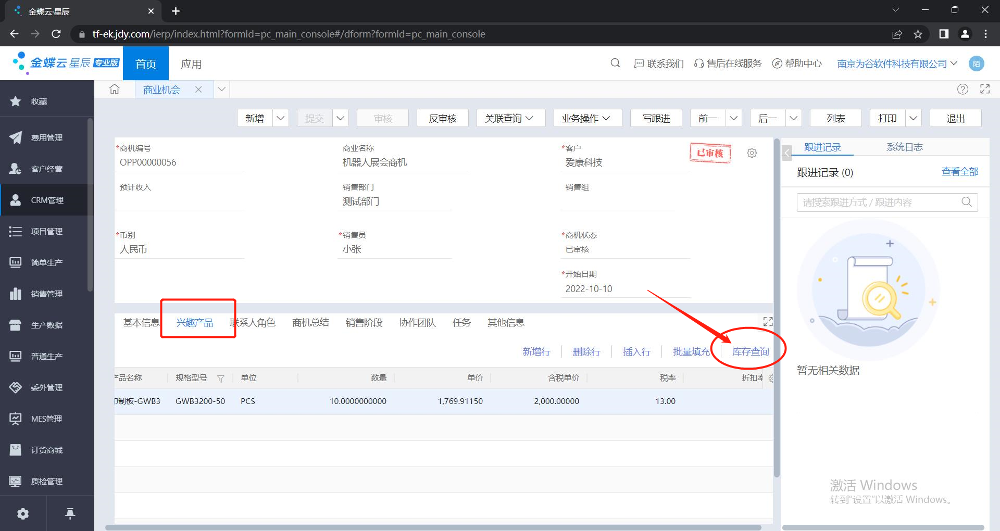 金蝶云·星辰
tf-ek.jdy.com/ierp/index.html?formId=pc_main_console#/dform?formId=pc_main_console
金蝶云 星辰 专业版 首页 应用 联系我们 售后在线服务 帮助中心 南京为谷软件科技有限公司 陌
商业机会
收藏
费用管理
客户经营
CRM管理
项目管理
简单生产
销售管理
生产数据
普通生产
委外管理
MES管理
订货商城
质检管理
新增 提交 审核 反审核 关联查询 业务操作 写跟进 前一 后一 列表 打印 退出
*商机编号 商业名称 *客户
OPP00000056 机器人展会商机 爱康科技
已审核
预计收入 销售部门 销售组
测试部门
*币别 *销售员 *商机状态
人民币 小张 已审核
*开始日期
2022-10-10
基本信息 兴趣产品 联系人角色 商机总结 销售阶段 协作团队 任务 其他信息
新增行 删除行 插入行 批量填充 库存查询
产品名称 规格型号 单位 数量 单价 含税单价 税率 折扣率
印制板-GWB3 GWB3200-50 PCS 10.0000000000 1,769.91150 2,000.00000 13.00
跟进记录 系统日志
跟进记录 (0) 查看全部
请搜索跟进方式 / 跟进内容
暂无相关数据
激活 Windows
转到“设置”以激活 Windows。